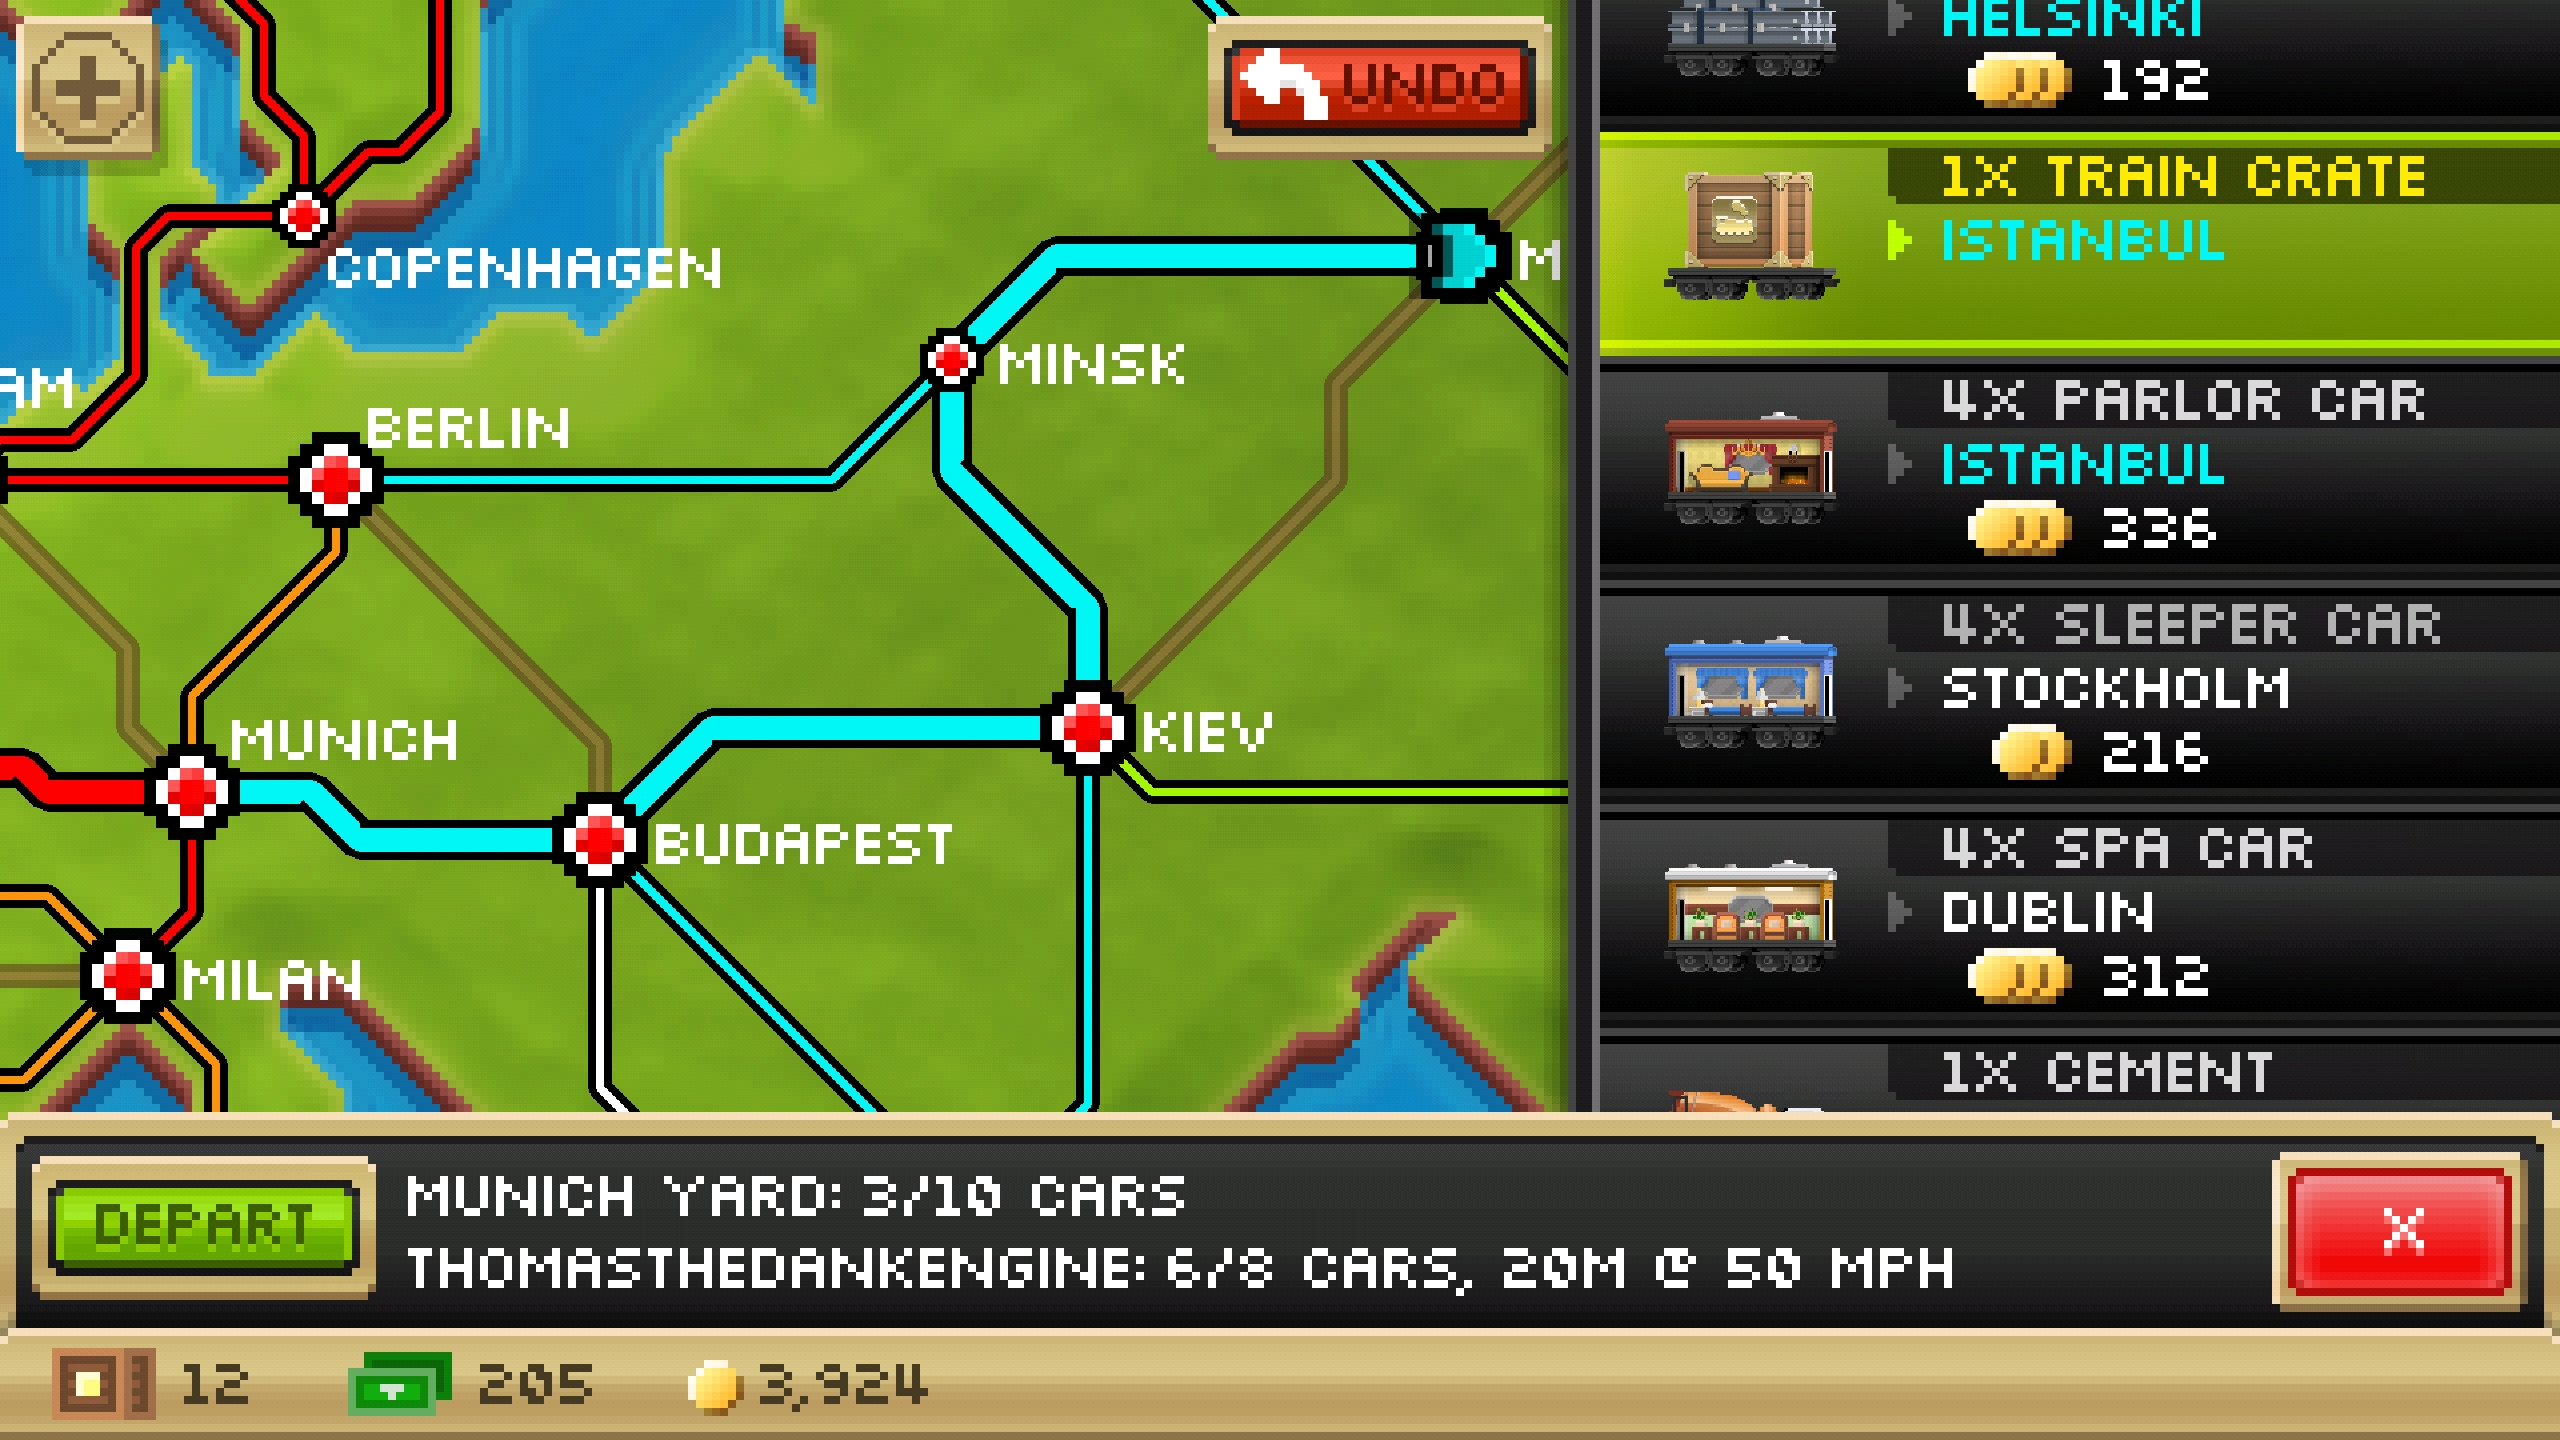 UNDO
COPENHAGEN
M
MINSK
AM
BERLIN
MUNICH
KIEV
BUDAPEST
MILAN
HELSINKI
192
1X TRAIN CRATE
ISTANBUL
4X PARLOR CAR
ISTANBUL
336
4X SLEEPER CAR
STOCKHOLM
216
4X SPA CAR
DUBLIN
312
1X CEMENT
DEPART
MUNICH YARD: 3/10 CARS
THOMASTHEDANKENGINE: 6/8 CARS, 20M @ 50 MPH
X
12 205 3,924